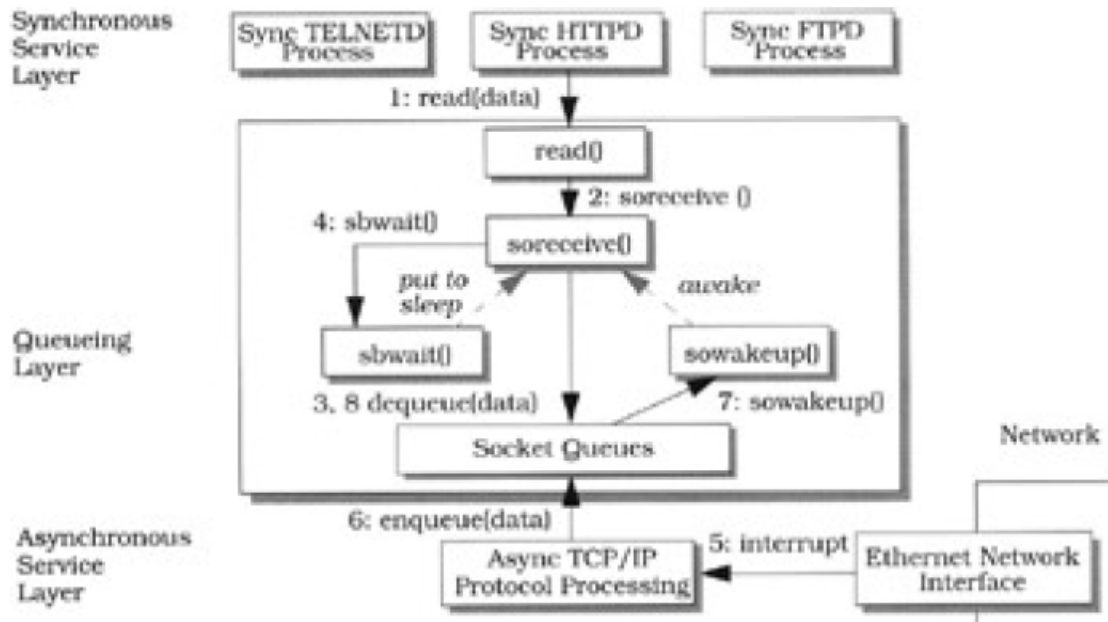 Synchronous
Service
Layer
Sync TELNETD
Process
Sync HTTPD
Process
Sync FTPD
Process
1: read(data)
read()
2: soreceive ()
4: sbwait()
soreceive()
put to
sleep
awake
Queueing
Layer
sbwait()
sowakeup()
3, 8 dequeue(data)
7: sowakeup()
Socket Queues
Network
6: enqueue(data)
Asynchronous
Service
Layer
Async TCP/IP
Protocol Processing
5: interrupt
Ethernet Network
Interface